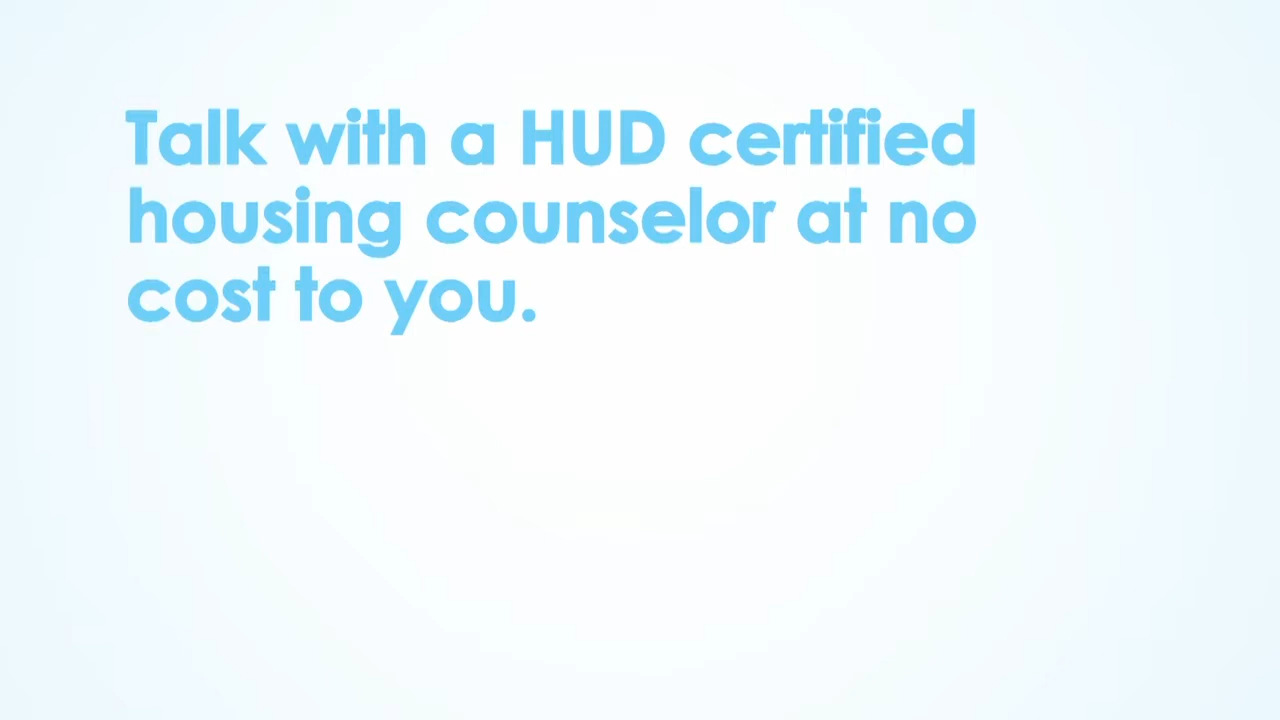 Talk with a HUD certified
housing counselor at no
cost to you.